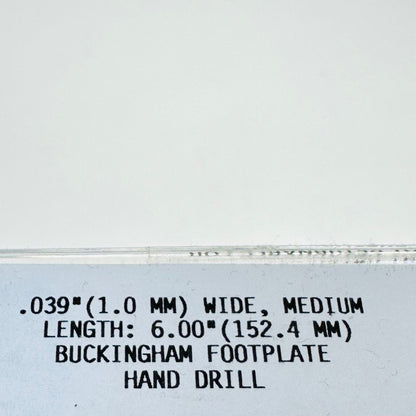 .039"(1.0 MM) WIDE, MEDIUM
LENGTH: 6.00"(152.4 MM)
BUCKINGHAM FOOTPLATE
HAND DRILL